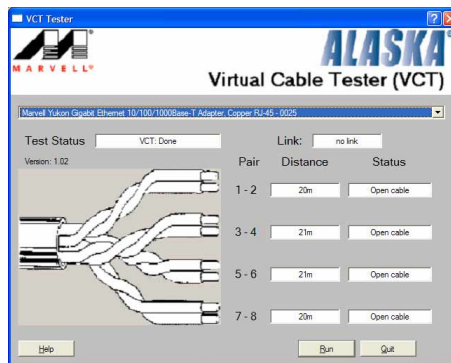 VCT Tester
MARVELL®
ALASKA®
Virtual Cable Tester (VCT)
Marvell Yukon Gigabit Ethernet 10/100/1000Base-T Adapter, Copper RJ-45 - 0025
Test Status VCT: Done Link: no link
Version: 1.02
Pair Distance Status
1 - 2 20m Open cable
3 - 4 21m Open cable
5 - 6 21m Open cable
7 - 8 20m Open cable
Help Run Quit